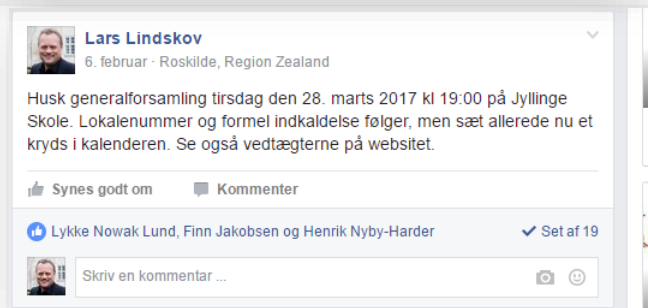 Lars Lindskov
6. februar · Roskilde, Region Zealand
Husk generalforsamling tirsdag den 28. marts 2017 kl 19:00 på Jyllinge
Skole. Lokalenummer og formel indkaldelse følger, men sæt allerede nu et
kryds i kalenderen. Se også vedtægterne på websitet.
Synes godt om Kommenter
Lykke Nowak Lund, Finn Jakobsen og Henrik Nyby-Harder Set af 19
Skriv en kommentar ...